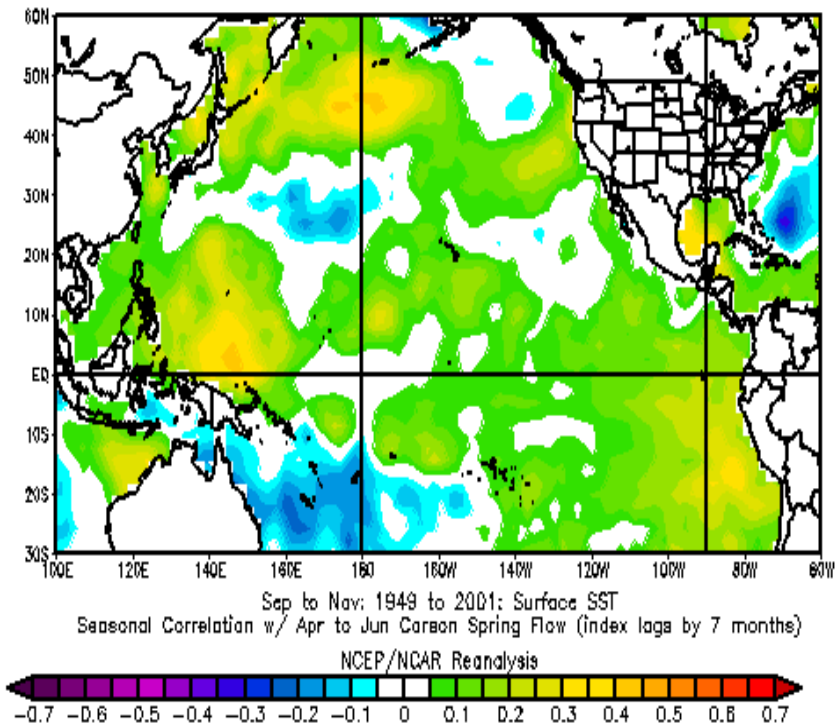 60N
50N
40N
30N
20N
10N
EQ
10S
20S
30S
100E 120E 140E 160E 180 160W 140W 120W 100W 80W 60W
Sep to Nov: 1949 to 2001: Surface SST
Seasonal Correlation w/ Apr to Jun Carson Spring Flow (index lags by 7 months)
NCEP/NCAR Reanalysis
-0.7 -0.6 -0.5 -0.4 -0.3 -0.2 -0.1 0 0.1 0.2 0.3 0.4 0.5 0.6 0.7